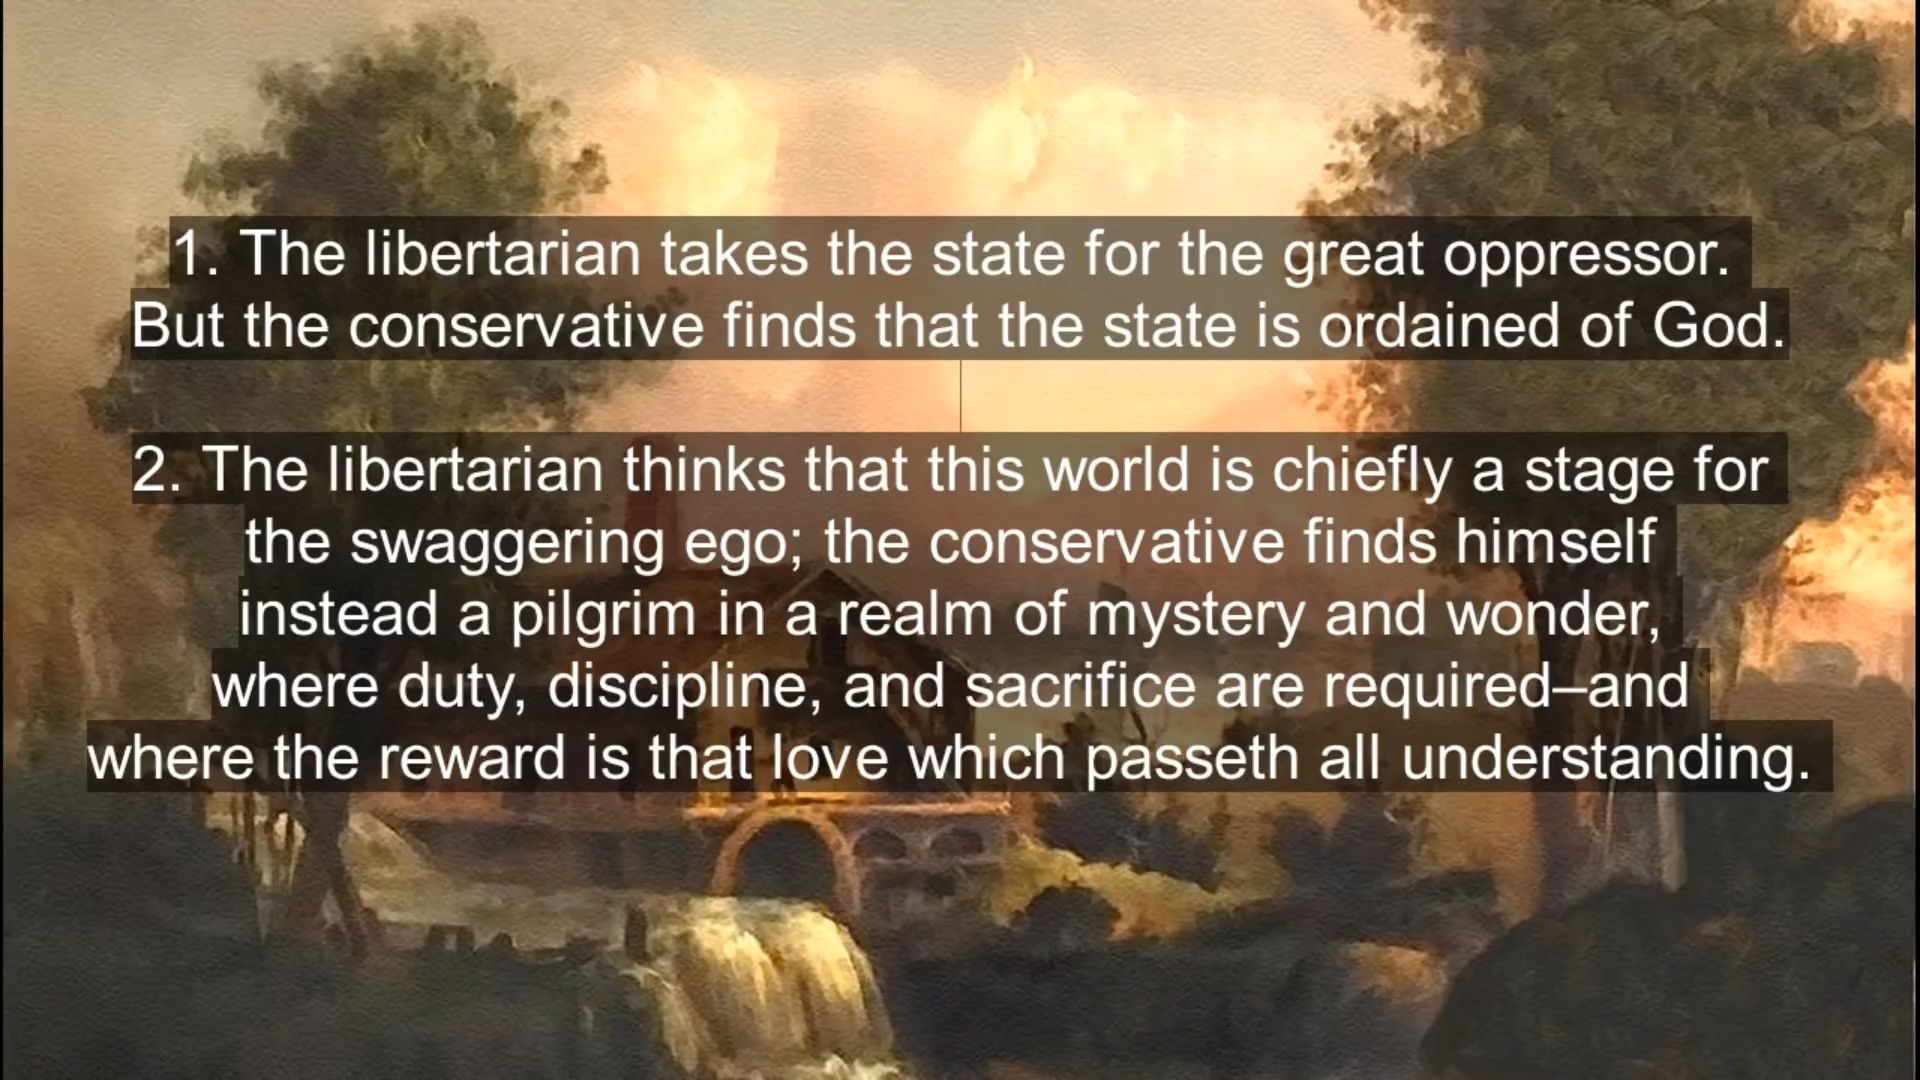 1. The libertarian takes the state for the great oppressor.
But the conservative finds that the state is ordained of God.
2. The libertarian thinks that this world is chiefly a stage for
the swaggering ego; the conservative finds himself
instead a pilgrim in a realm of mystery and wonder,
where duty, discipline, and sacrifice are required–and
where the reward is that love which passeth all understanding.